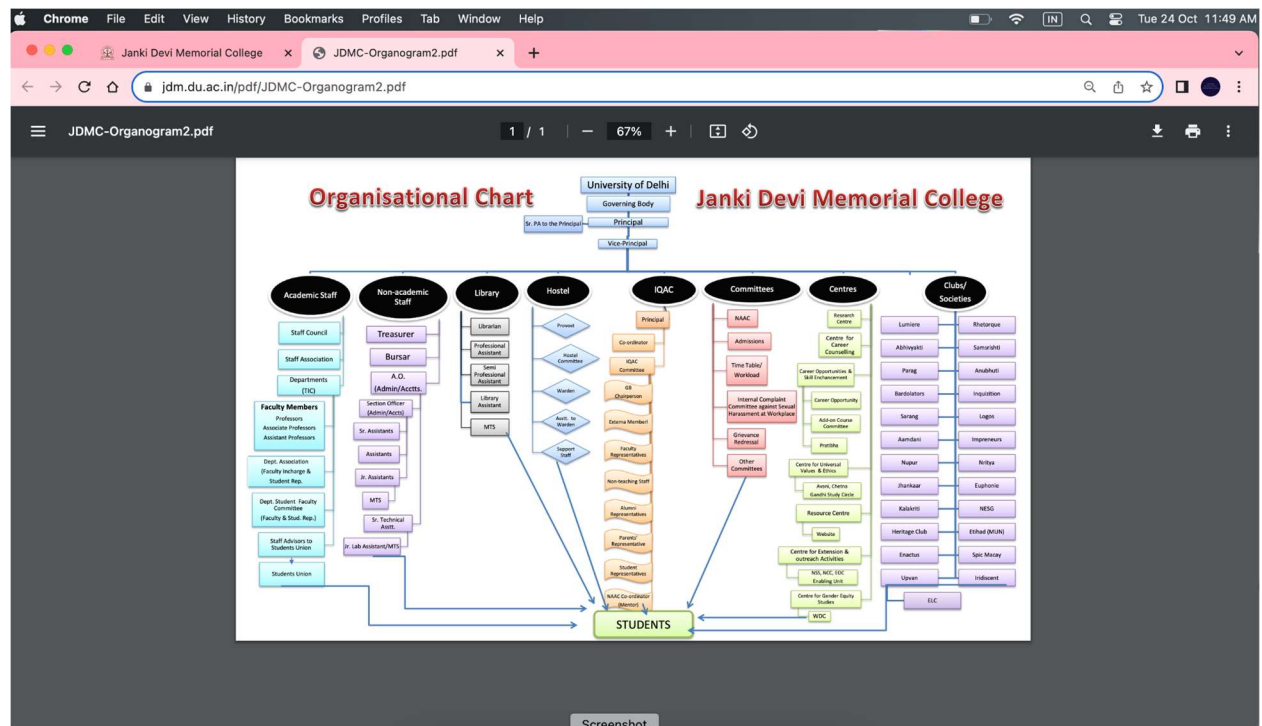 Chrome File Edit View History Bookmarks Profiles Tab Window Help
IN
Tue 24 Oct 11:49 AM
Janki Devi Memorial College
JDMC-Organogram2.pdf
jdm.du.ac.in/pdf/JDMC-Organogram2.pdf
JDMC-Organogram2.pdf
1 / 1
67%
Organisational Chart
University of Delhi
Janki Devi Memorial College
Governing Body
Sr. PA to the Principal
Principal
Vice-Principal
Academic Staff
Staff Council
Staff Association
Departments
(TIC)
Faculty Members
Professors
Associate Professors
Assistant Professors
Dept. Association
(Faculty Incharge &
Student Rep.
Dept. Student Faculty
Committee
(Faculty & Stud. Rep.)
Staff Advisors to
Students Union
Students Union
Non-academic
Staff
Treasurer
Bursar
A.O.
(Admin/Acctts.
Section Officer
(Admin/Accts)
Sr. Assistants
Assistants
Jr. Assistants
MTS
Sr. Technical
Asitt.
Jr. Lab Assistant/MTS
Library
Librarian
Professional
Assistant
Semi
Professional
Assistant
Library
Assistant
MTS
Hostel
Provost
Hostel
Committee
Warden
Asitt. to
Warden
Support
Staff
IQAC
Principal
Co-ordinator
IQAC
Committee
GB
Chairperson
Externa Memberl
Faculty
Representatives
Non-teaching Staff
Alumni
Representatives
Parents'
Representative
Student
Representatives
NAAC Co-ordinator
(Mentor)
Committees
NAAC
Admissions
Time Table/
Workload
Internal Complaint
Committee against Sexual
Harassment at Workplace
Grievance
Redressal
Other
Committees
Centres
Research
Centre
Centre for
Career
Counselling
Career Opportunities &
Skill Enchancement
Career Opportunity
Add-on Course
Committee
Pratibha
Centre for Universal
Values & Ethics
Avani, Chetna
Gandhi Study Circle
Resource Centre
Website
Centre for Extension &
outreach Activities
NSS, NCC, EOC
Enabling Unit
Centre for Gender Equity
Studies
WDC
Clubs/
Societies
Lumiere
Rhetorque
Abhivyakti
Samsrishti
Parag
Anubhuti
Bardolators
Inquizition
Sarang
Logos
Aamdani
Impreneurs
Nupur
Nritya
Jhankaar
Euphonie
Kalakriti
NESG
Heritage Club
Etihad (MUN)
Enactus
Spic Macay
Upvan
Iridiscent
ELC
STUDENTS
Screenshot